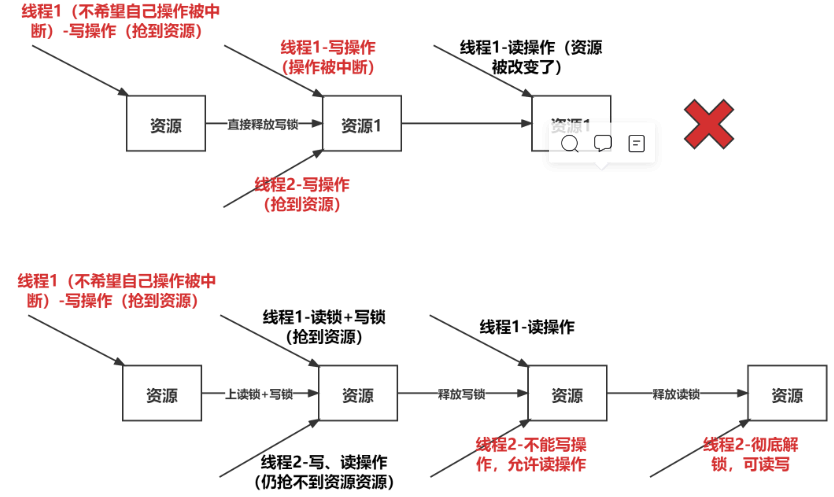 线程1（不希望自己操作被中
断）-写操作（抢到资源）
线程1-写操作
（操作被中断）
线程1-读操作（资源
被改变了）
资源
直接释放写锁
资源1
资源1
线程2-写操作
（抢到资源）
线程1（不希望自己操作被中
断）-写操作（抢到资源）
线程1-读锁+写锁
（抢到资源）
线程1-读操作
资源
上读锁+写锁
资源
释放写锁
资源
释放读锁
资源
线程2-写、读操作
（仍抢不到资源资源）
线程2-不能写操
作，允许读操作
线程2-彻底解
锁，可读写